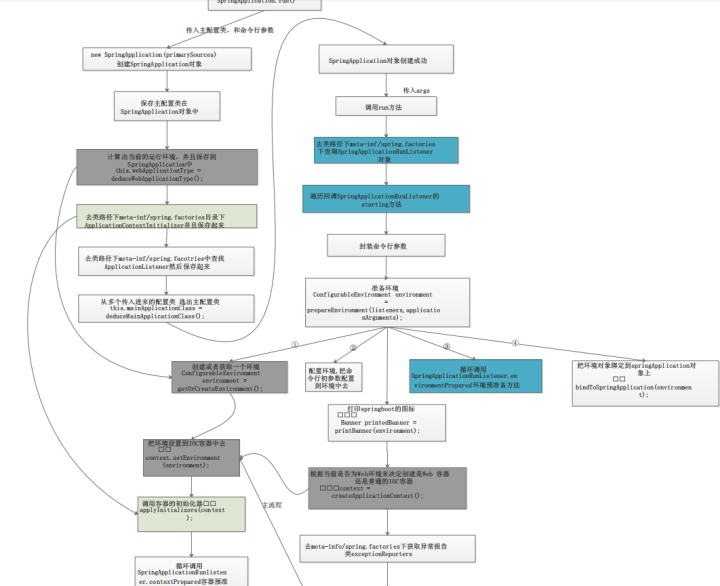 SpringApplication.run()
传入主配置类，和命令行参数
new SpringApplication(primarySources)
创建SpringApplication对象
保存主配置类在
SpringApplication对象中
计算出当前的运行环境，并且保存到
SpringApplication中
this.webApplicationType =
deduceWebApplicationType();
去类路径下meta-inf/spring.factories目录下
ApplicationContextInitializer并且保存起来
去类路径下meta-inf/spring.facotries中查找
ApplicationListener然后保存起来
从多个传入进来的配置类 选出主配置类
this.mainApplicationClass =
deduceMainApplicationClass();
SpringApplication对象创建成功
传入args
调用run方法
去类路径下meta-inf/spring.factories
下查询SpringApplicationRunListener
对象
遍历回调SpringApplicationRunListener的
starting方法
封装命令行参数
准备环境
ConfigurableEnvironment environment
=
prepareEnvironment(listeners,applicatio
nArguments);
①
②
③
④
创建或者获取一个环境
ConfigurableEnvironment
environment =
getOrCreateEnvironment();
配置环境,把命
令行初参数配置
到环境中去
循环调用
SpringApplicationRunListener.en
vironmentPrepared环境预准备方法
把环境对象绑定到springApplication对
象上
□□
bindToSpringApplication(environmen
t);
打印springboot的图标
□□□
Banner printedBanner =
printBanner(environment);
把环境设置到IOC容器中去
□□
context.setEnvironment
(environment);
根据当前是否为Web环境来决定创建是Web 容器
还是普通的IOC容器
□□□context =
createApplicationContext();
调用容器的初始化器□□
applyInitializers(context
);
主流程
去meta-info/spring.factories下获取异常报告
类exceptionReporters
循环调用
SpringApplicationRunlisten
er.contextPrepared容器预准